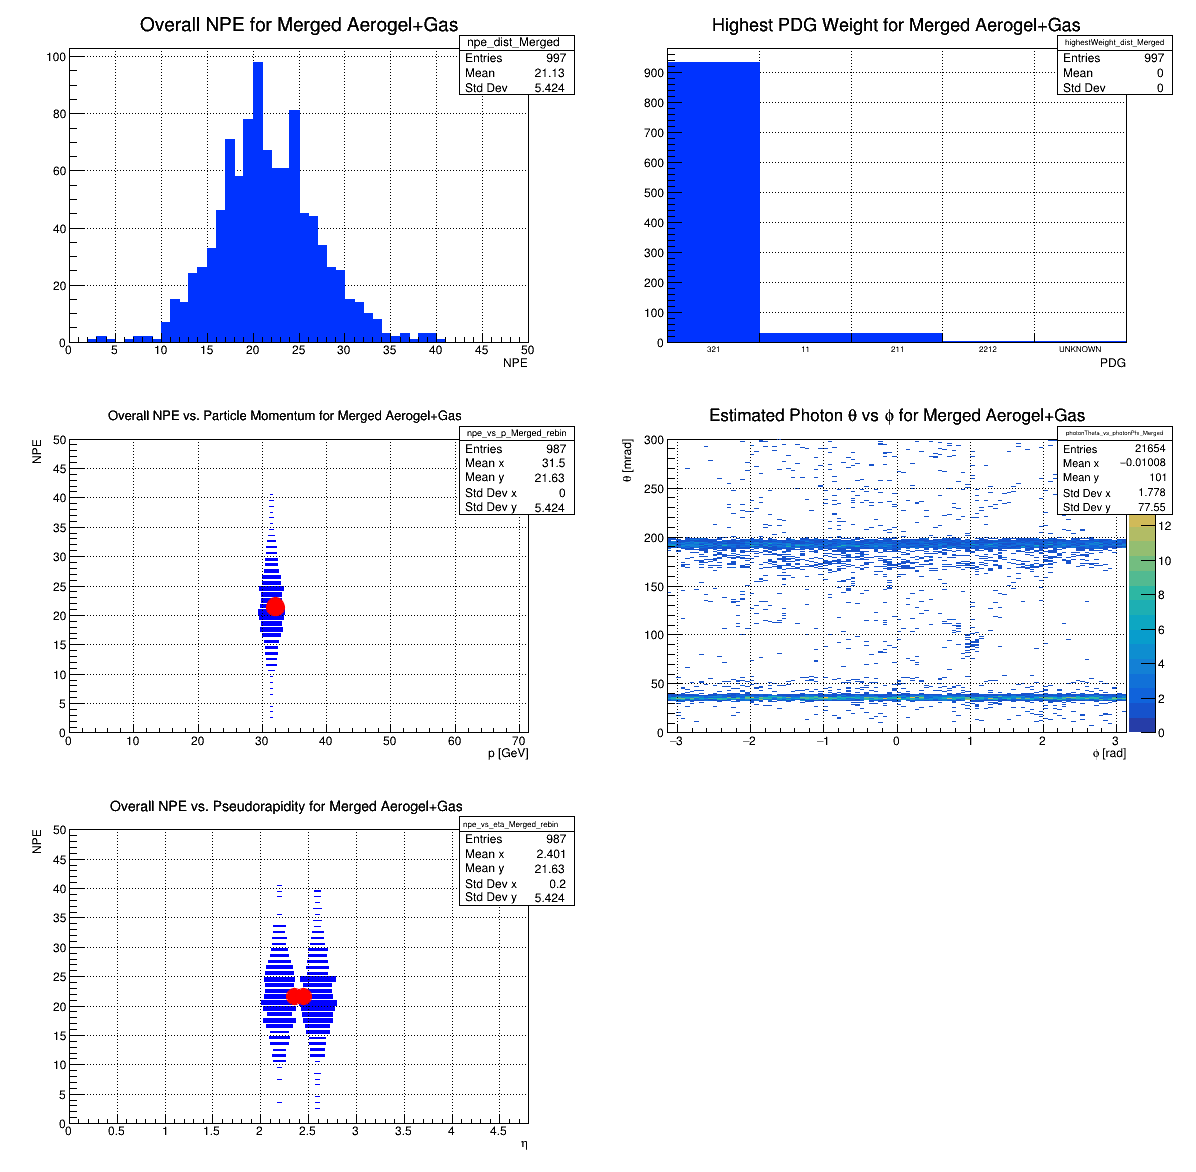 Overall NPE for Merged Aerogel+Gas
npe_dist_Merged
Entries 997
Mean 21.13
Std Dev 5.424
100
80
60
40
20
0
0 5 10 15 20 25 30 35 40 45 50
NPE
Highest PDG Weight for Merged Aerogel+Gas
highestWeight_dist_Merged
Entries 997
Mean 0
Std Dev 0
900
800
700
600
500
400
300
200
100
0
321 11 211 2212 UNKNOWN
PDG
Overall NPE vs. Particle Momentum for Merged Aerogel+Gas
npe_vs_p_Merged_rebin
Entries 987
Mean x 31.5
Mean y 21.63
Std Dev x 0
Std Dev y 5.424
NPE
50
45
40
35
30
25
20
15
10
5
0
0 10 20 30 40 50 60 70
p [GeV]
Estimated Photon θ vs ϕ for Merged Aerogel+Gas
photonTheta_vs_photonPhi_Merged
Entries 21654
Mean x −0.01008
Mean y 101
Std Dev x 1.778
Std Dev y 77.55
θ [mrad]
300
250
200
150
100
50
0
−3 −2 −1 0 1 2 3
ϕ [rad]
12
10
8
6
4
2
0
Overall NPE vs. Pseudorapidity for Merged Aerogel+Gas
npe_vs_eta_Merged_rebin
Entries 987
Mean x 2.401
Mean y 21.63
Std Dev x 0.2
Std Dev y 5.424
NPE
50
45
40
35
30
25
20
15
10
5
0
0 0.5 1 1.5 2 2.5 3 3.5 4 4.5
η